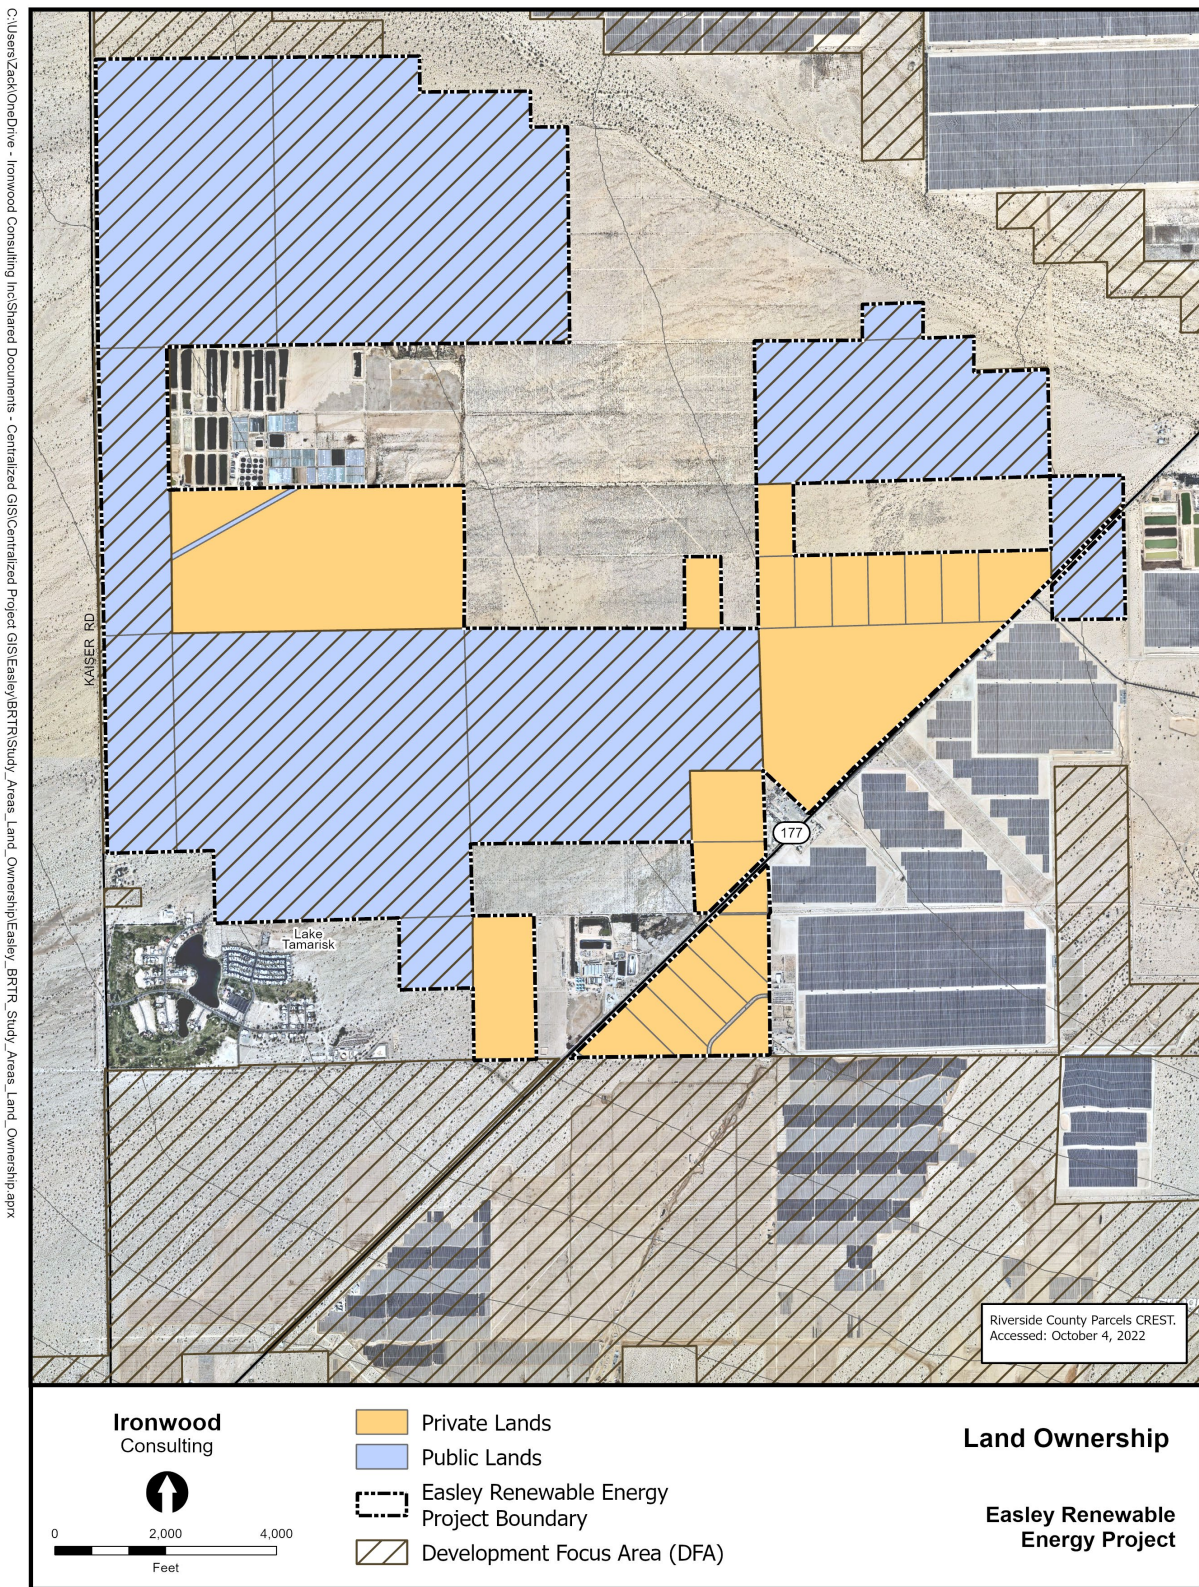 C:\Users\Zack\OneDrive - Ironwood Consulting Inc\Shared Documents - Centralized GIS\Centralized Project GIS\Easley\BRTR\Study_Areas_Land_Ownership\Easley_BRTR_Study_Areas_Land_Ownership.aprx
KAISER RD
177
Lake
Tamarisk
Riverside County Parcels CREST.
Accessed: October 4, 2022
Ironwood
Consulting
0 2,000 4,000
Feet
Private Lands
Public Lands
Easley Renewable Energy
Project Boundary
Development Focus Area (DFA)
Land Ownership
Easley Renewable
Energy Project